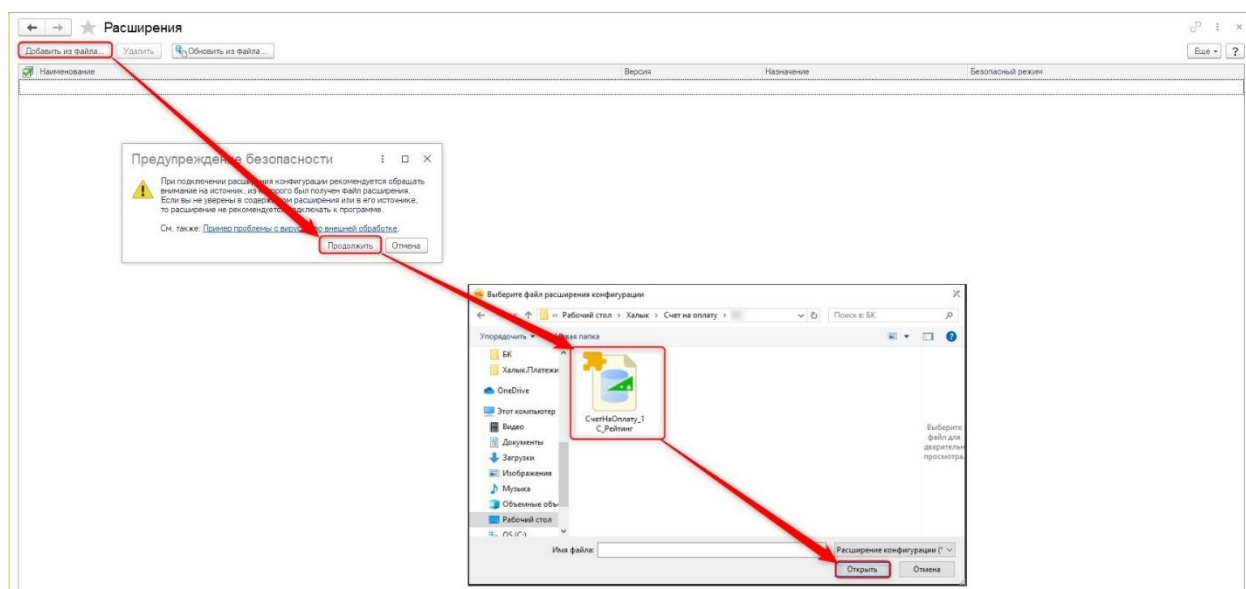 Расширения
Добавить из файла...
Удалить
Обновить из файла...
Еще
?
Наименование
Версия
Назначение
Безопасный режим
Предупреждение безопасности
При подключении расширения конфигурации рекомендуется обращать
внимание на источник, из которого был получен файл расширения.
Если вы не уверены в содержимом расширения или в его источнике,
то расширение не рекомендуется подключать к программе.
См. также: Пример проблемы с вирусом во внешней обработке.
Продолжить
Отмена
Выберите файл расширения конфигурации
« Рабочий стол › Халык › Счет на оплату ›
Поиск в: БК
Упорядочить
Новая папка
БК
Халык.Платежи
OneDrive
Этот компьютер
Видео
Документы
Загрузки
Изображения
Музыка
Объемные объ
Рабочий стол
OS (C:)
СчетНаОплату_1
С_Рейтинг
Выберите
файл для
дварительн
просмотра.
Имя файла:
Расширение конфигурации (*
Открыть
Отмена